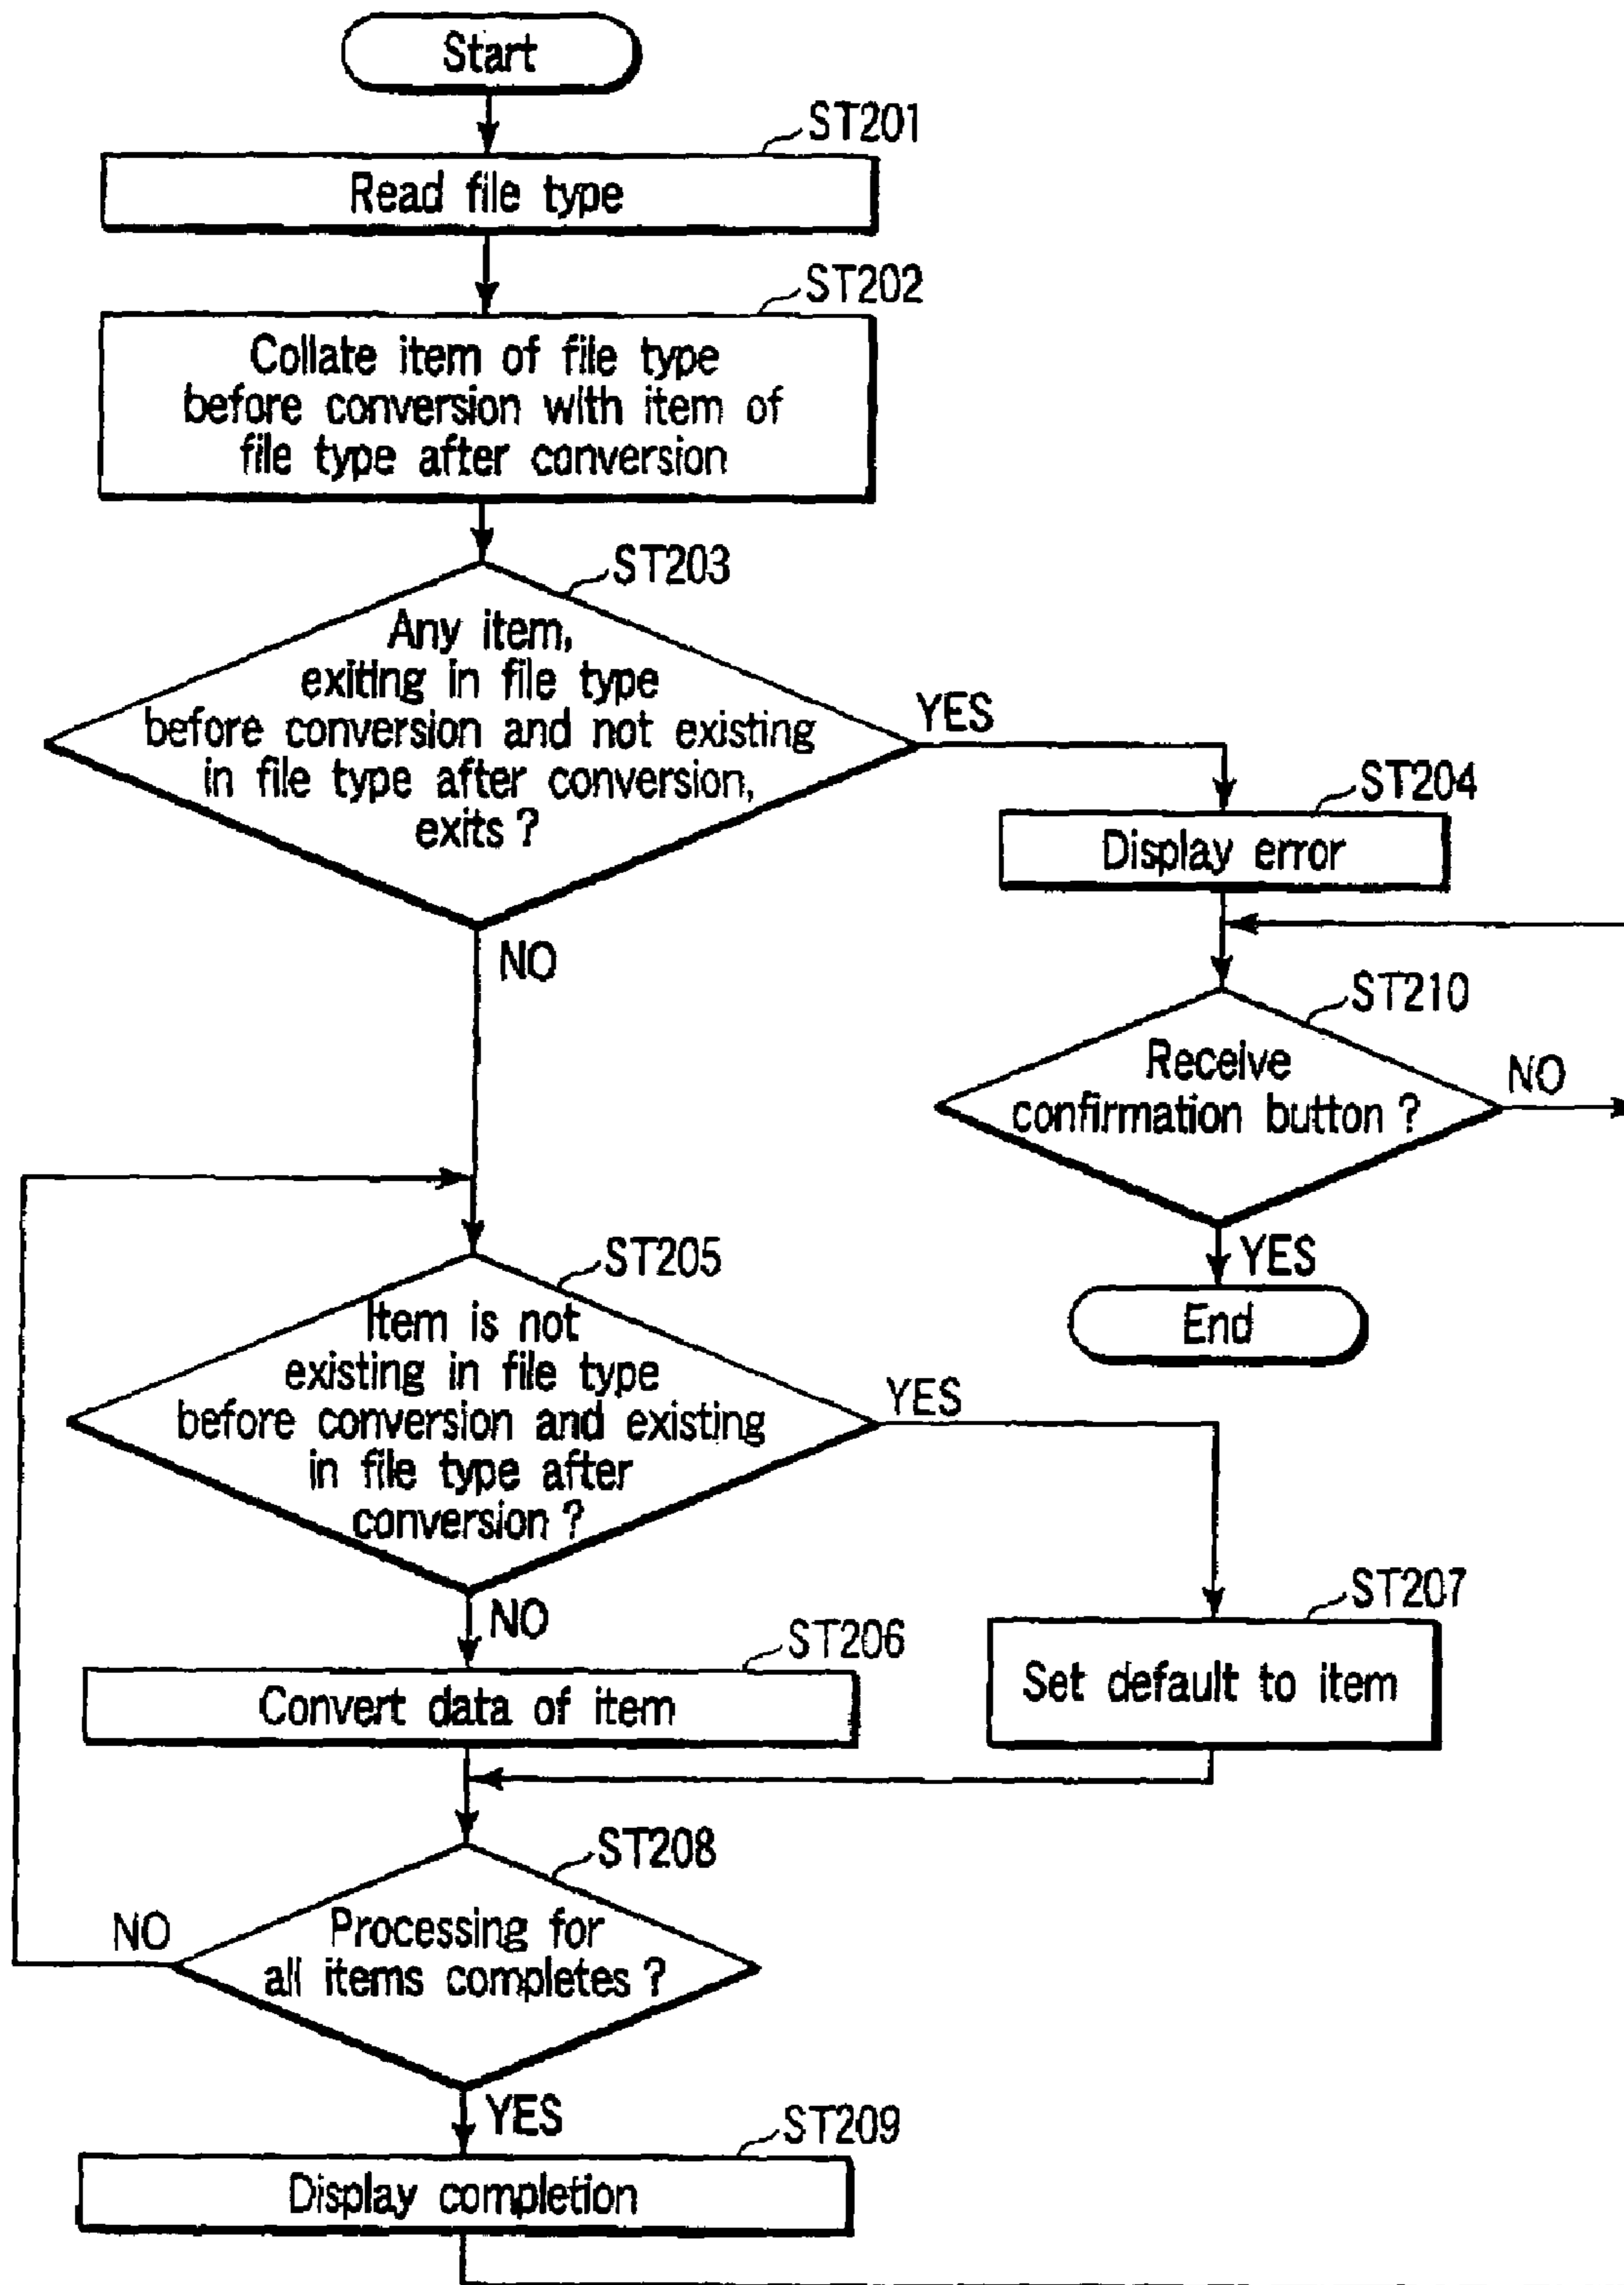 Start
ST201
Read file type
ST202
Collate item of file type
before conversion with item of
file type after conversion
ST203
Any item,
exiting in file type
before conversion and not existing
in file type after conversion,
exits ?
YES
NO
ST204
Display error
ST210
Receive
confirmation button ?
NO
YES
End
ST205
Item is not
existing in file type
before conversion and existing
in file type after
conversion ?
YES
NO
ST206
Convert data of item
ST207
Set default to item
ST208
Processing for
all items completes ?
NO
YES
ST209
Display completion